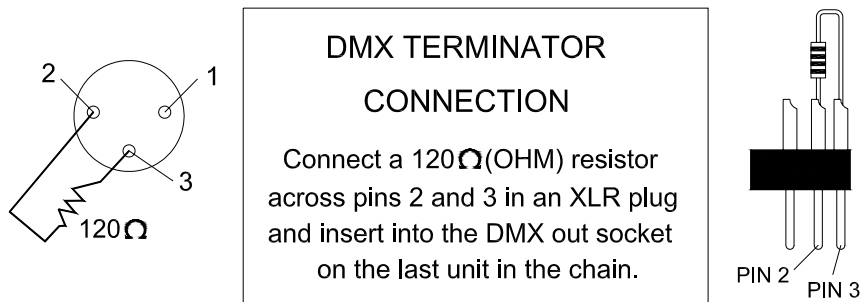 2
1
3
120Ω
DMX TERMINATOR
CONNECTION
Connect a 120Ω(OHM) resistor
across pins 2 and 3 in an XLR plug
and insert into the DMX out socket
on the last unit in the chain.
PIN 2
PIN 3